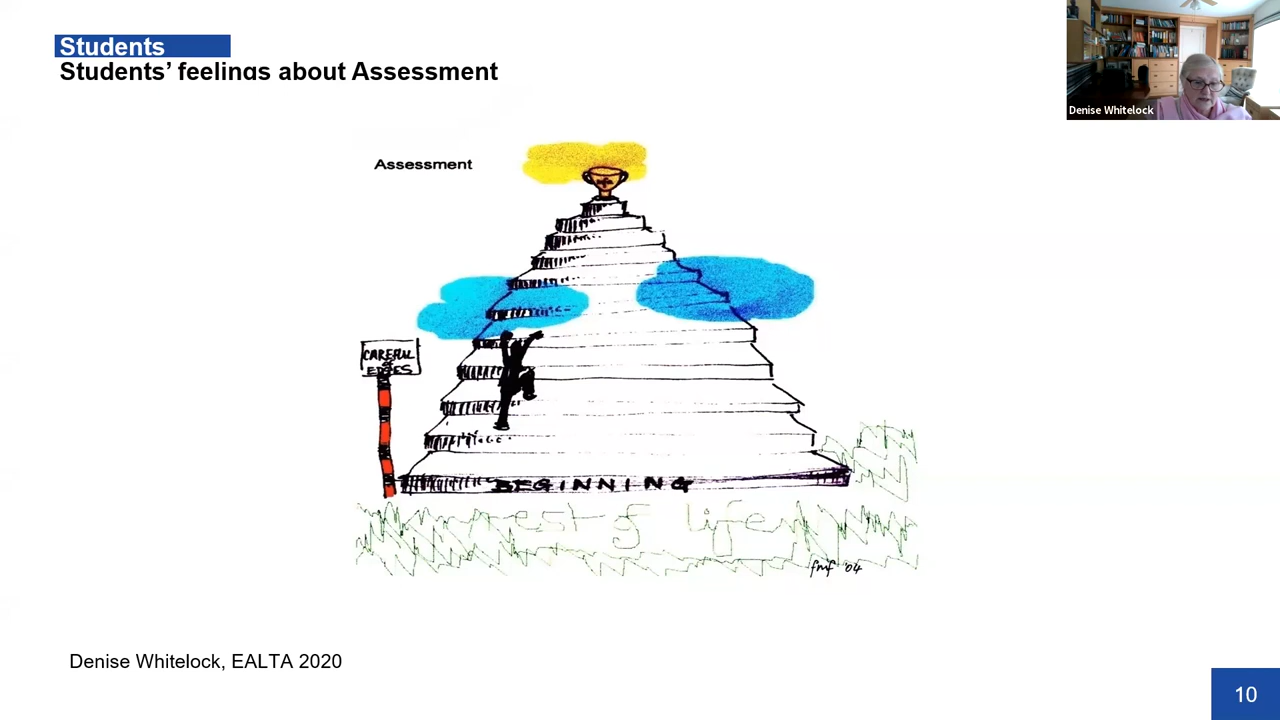 Students
Students’ feelings about Assessment
Denise Whitelock
Assessment
CAREFUL
of
EDGES
BEGINNING
rest of life
fmf '04
Denise Whitelock, EALTA 2020
10